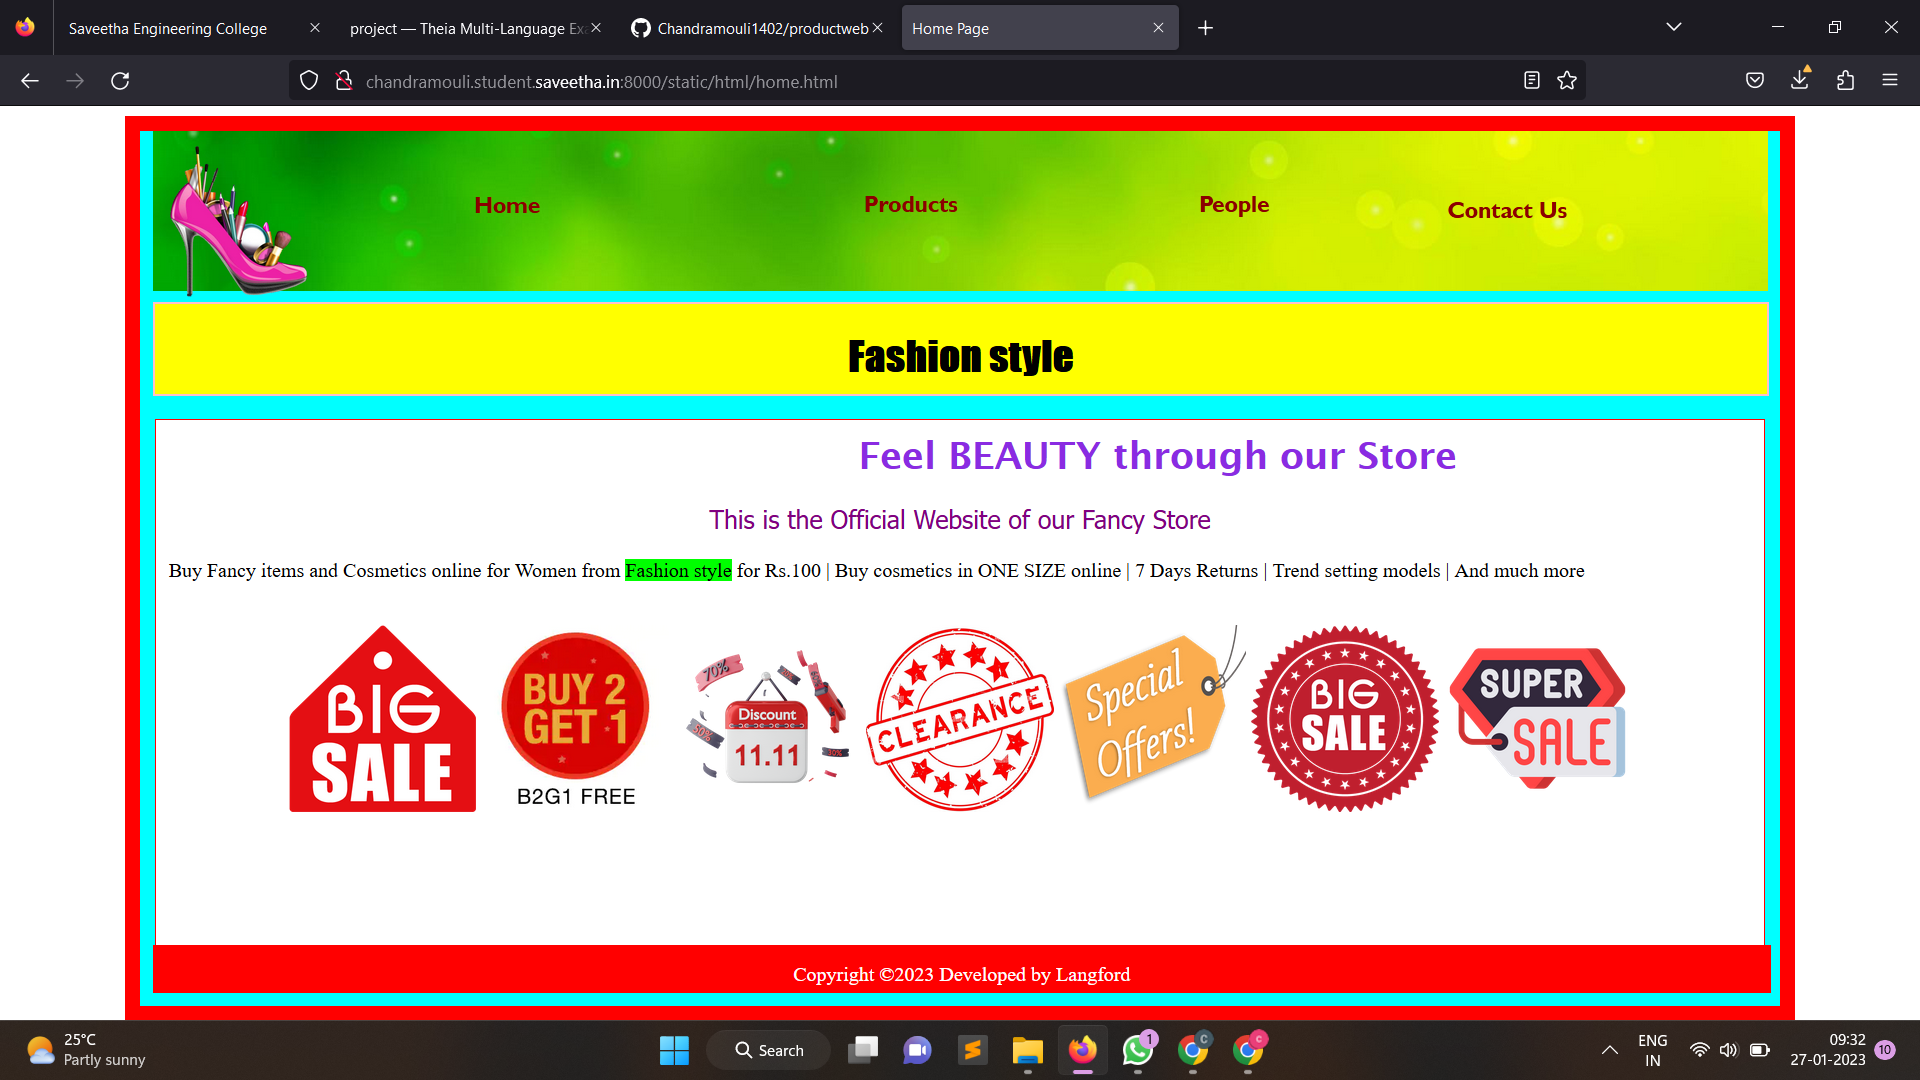 Saveetha Engineering College
project — Theia Multi-Language Exa
Chandramouli1402/productweb
Home Page
chandramouli.student.saveetha.in:8000/static/html/home.html
Home
Products
People
Contact Us
Fashion style
Feel BEAUTY through our Store
This is the Official Website of our Fancy Store
Buy Fancy items and Cosmetics online for Women from Fashion style for Rs.100 | Buy cosmetics in ONE SIZE online | 7 Days Returns | Trend setting models | And much more
BIG
SALE
BUY 2
GET 1
B2G1 FREE
70%
50%
Discount
11.11
CLEARANCE
Special
Offers!
BIG
SALE
SUPER
SALE
Copyright ©2023 Developed by Langford
25°C
Partly sunny
Search
1
C
C
ENG
IN
09:32
27-01-2023
10